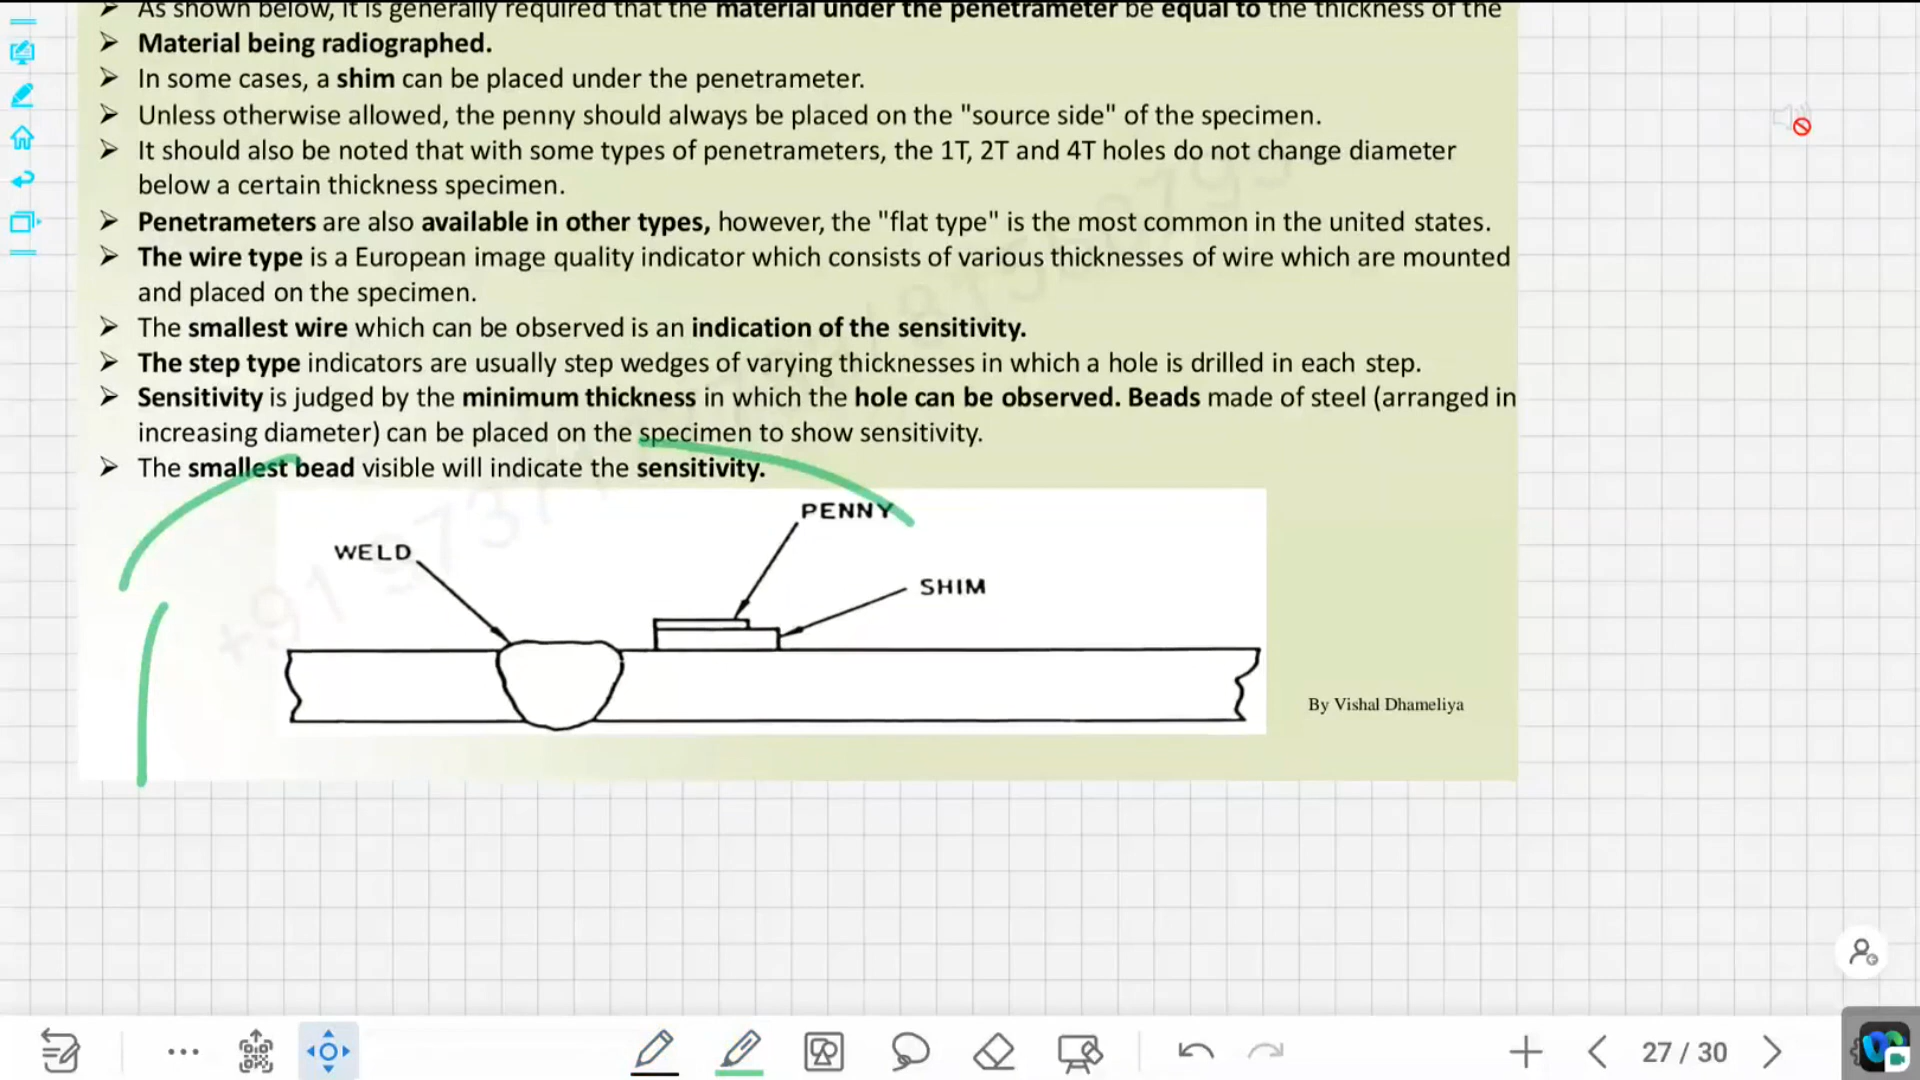 As shown below, it is generally required that the material under the penetrameter be equal to the thickness of the
Material being radiographed.
In some cases, a shim can be placed under the penetrameter.
Unless otherwise allowed, the penny should always be placed on the "source side" of the specimen.
It should also be noted that with some types of penetrameters, the 1T, 2T and 4T holes do not change diameter
below a certain thickness specimen.
Penetrameters are also available in other types, however, the "flat type" is the most common in the united states.
The wire type is a European image quality indicator which consists of various thicknesses of wire which are mounted
and placed on the specimen.
The smallest wire which can be observed is an indication of the sensitivity.
The step type indicators are usually step wedges of varying thicknesses in which a hole is drilled in each step.
Sensitivity is judged by the minimum thickness in which the hole can be observed. Beads made of steel (arranged in
increasing diameter) can be placed on the specimen to show sensitivity.
The smallest bead visible will indicate the sensitivity.
PENNY
WELD
SHIM
By Vishal Dhameliya
27 / 30